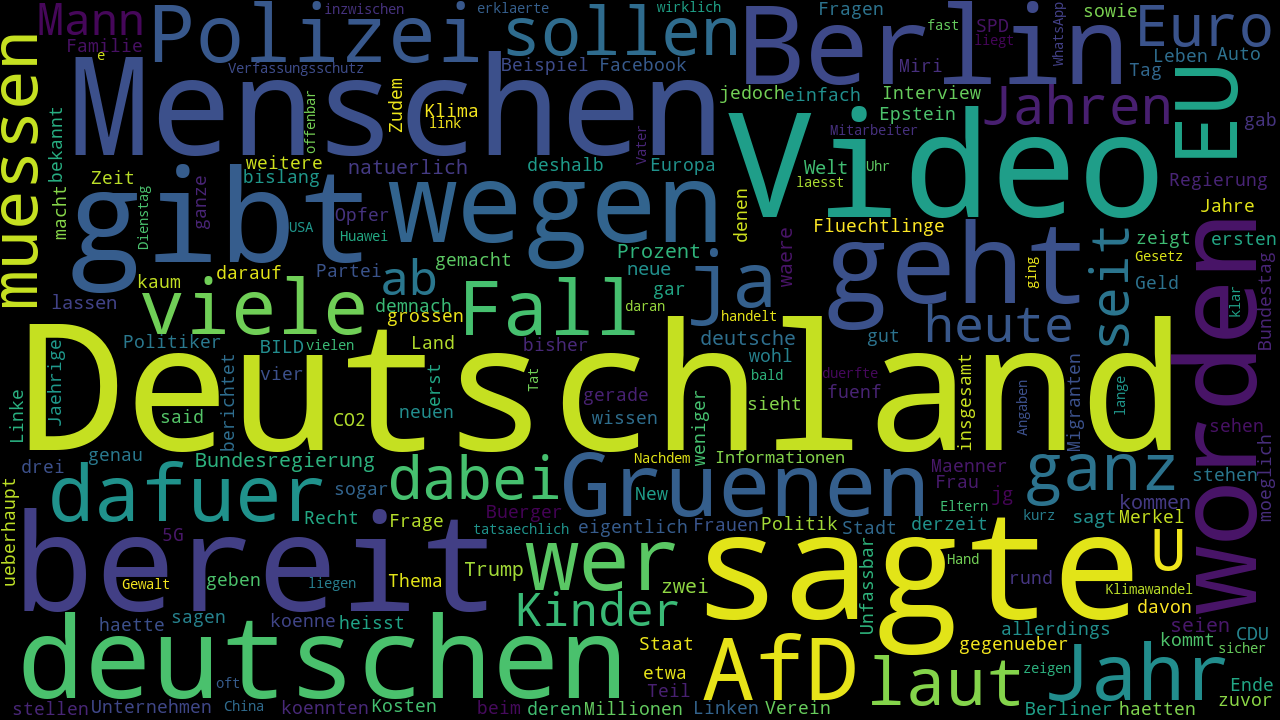 Mann
Polizei
inzwischen
erklaerte
wirklich
sollen
Berlin
Fragen
fast
SPD
liegt
WhatsApp
sowie
Euro
Familie
e
Verfassungsschutz
Beispiel
Facebook
Miri
Leben
Auto
Tag
muessen
Menschen
offenbar
Zudem
Klima
link
jedoch
einfach
Interview
Epstein
Jahren
EU
gab
bekannt
Vater
Video
Mitarbeiter
weitere
natuerlich
deshalb
Europa
Welt
Uhr
laesst
Regierung
Zeit
bislang
gibt
wegen
macht
Dienstag
ganze
Opfer
USA
Huawei
denen
Fluechtlinge
Jahre
worden
geht
seit
zeigt
ersten
Gesetz
Prozent
gemacht
waere
ja
ging
Geld
kaum
darauf
Partei
ab
neue
gar
klar
Bundestag
lassen
viele
demnach
Fall
daran
grossen
handelt
heute
Politiker
BILD
vielen
Land
bisher
deutsche
wohl
gut
Deutschland
Jaehrige
berichtet
vier
erst
Tat
gerade
bald
duerfte
fuenf
insgesamt
Angaben
Migranten
lange
Linke
said
CO2
neuen
wissen
weniger
sieht
sehen
drei
genau
Bundesregierung
dabei
Nachdem
Informationen
Gruenen
Maenner
Frau
ganz
stehen
moeglich
dafuer
sogar
New
jg
Eltern
kommen
ueberhaupt
Recht
Frage
Buerger
tatsaechlich
eigentlich
Frauen
Politik
Stadt
derzeit
kurz
sagt
Merkel
bereit
5G
wer
sagte
U
Unfassbar
Hand
Gewalt
geben
liegen
Thema
Trump
zwei
rund
Klimawandel
davon
haette
sagen
koenne
heisst
Kinder
allerdings
seien
deutschen
Staat
AfD
gegenueber
kommt
CDU
sicher
etwa
laut
zeigen
Jahr
oft
Teil
Ende
stellen
Unternehmen
China
koennten
Kosten
beim
deren
Millionen
Linken
Verein
Berliner
haetten
zuvor